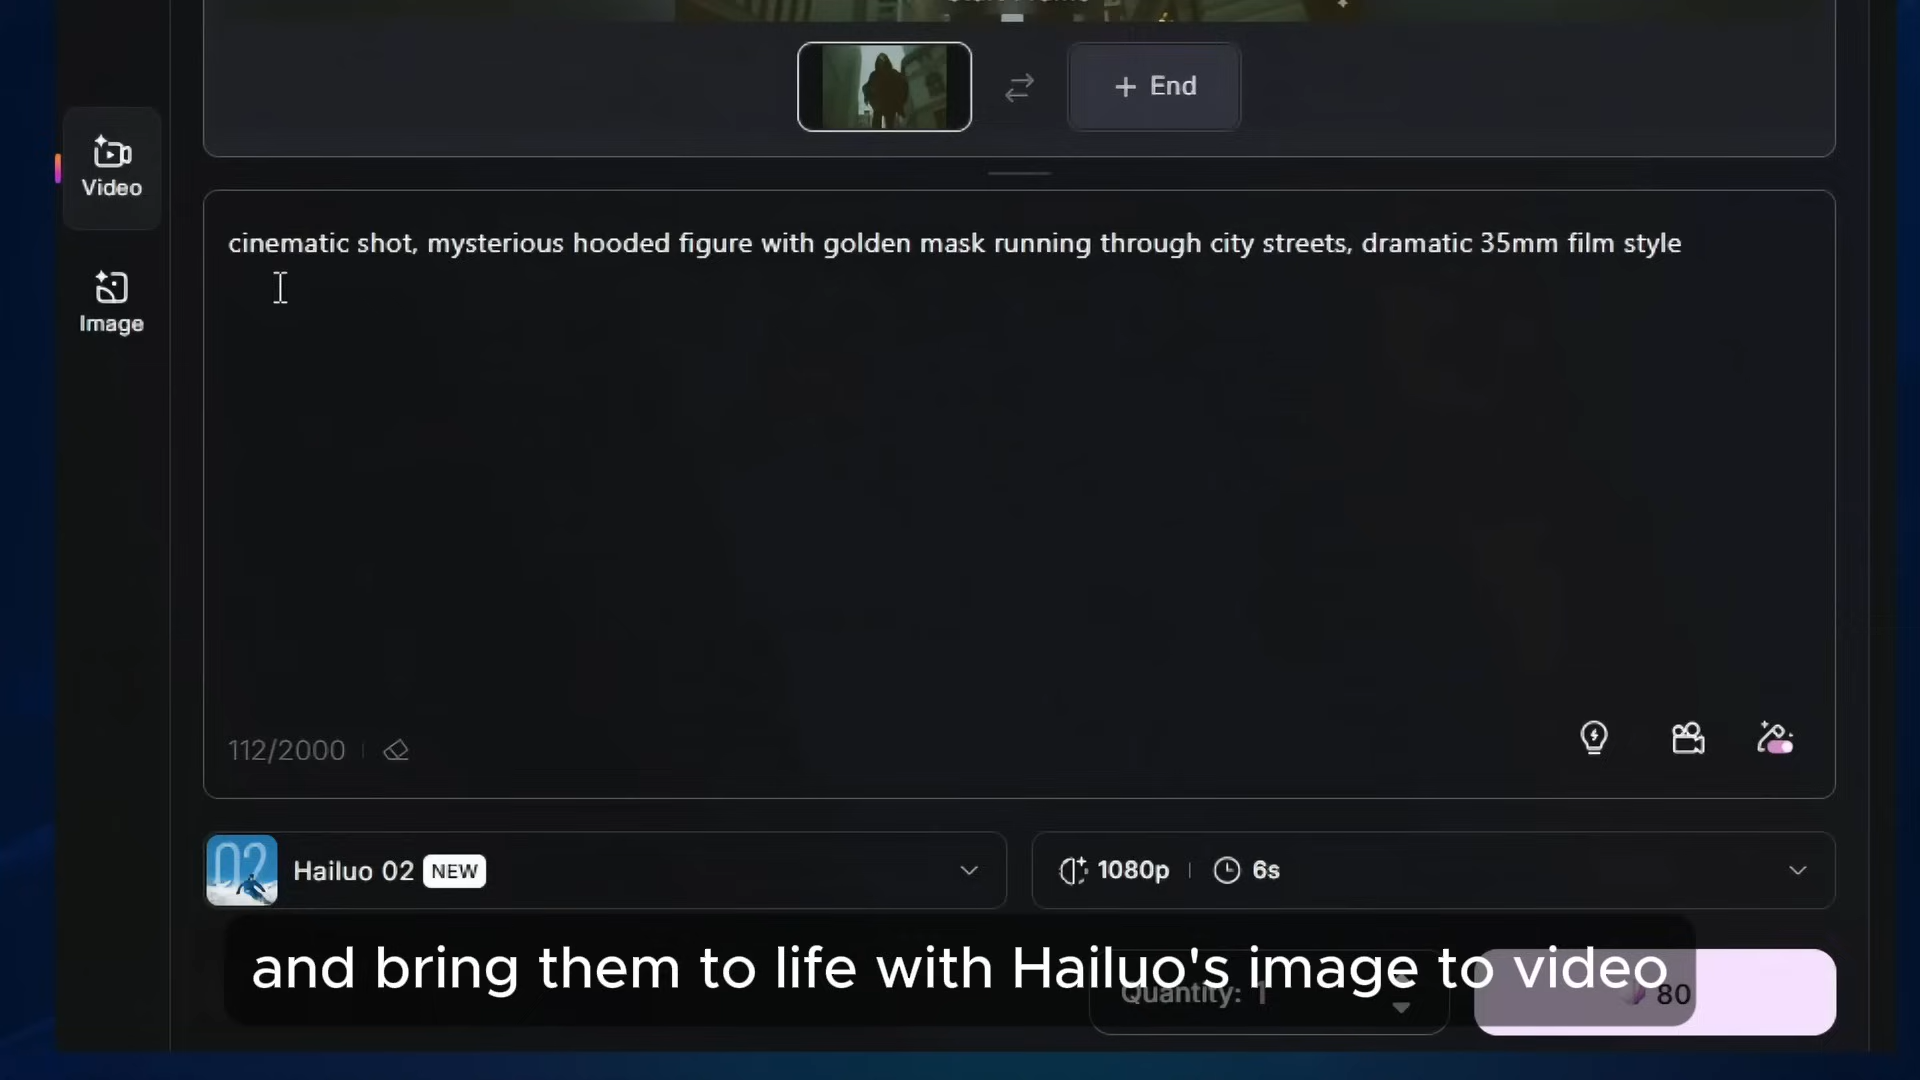 + End
Video
Image
cinematic shot, mysterious hooded figure with golden mask running through city streets, dramatic 35mm film style
112/2000
02
Hailuo 02 NEW
1080p
6s
and bring them to life with Hailuo's image to video
Quantity: 1
80